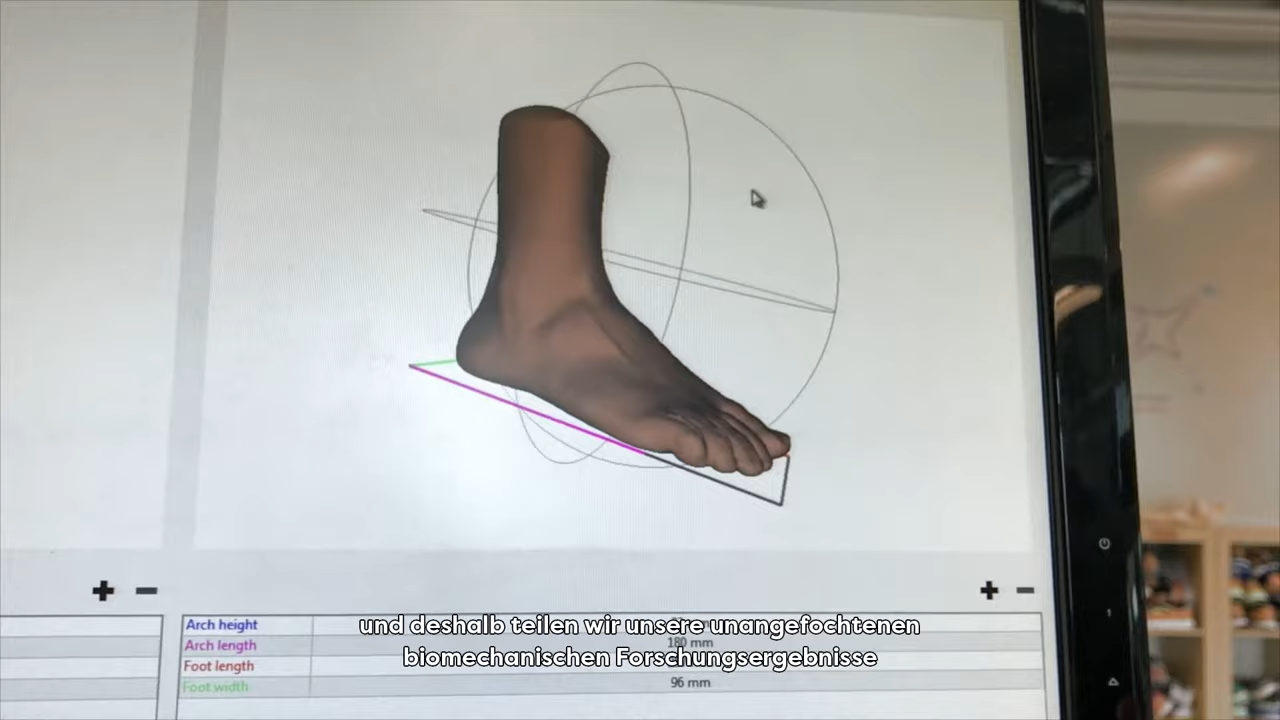 Arch height
und deshalb teilen wir unsere unangefochtenen
Arch length 180 mm
biomechanischen Forschungsergebnisse
Foot length
Foot width 96 mm